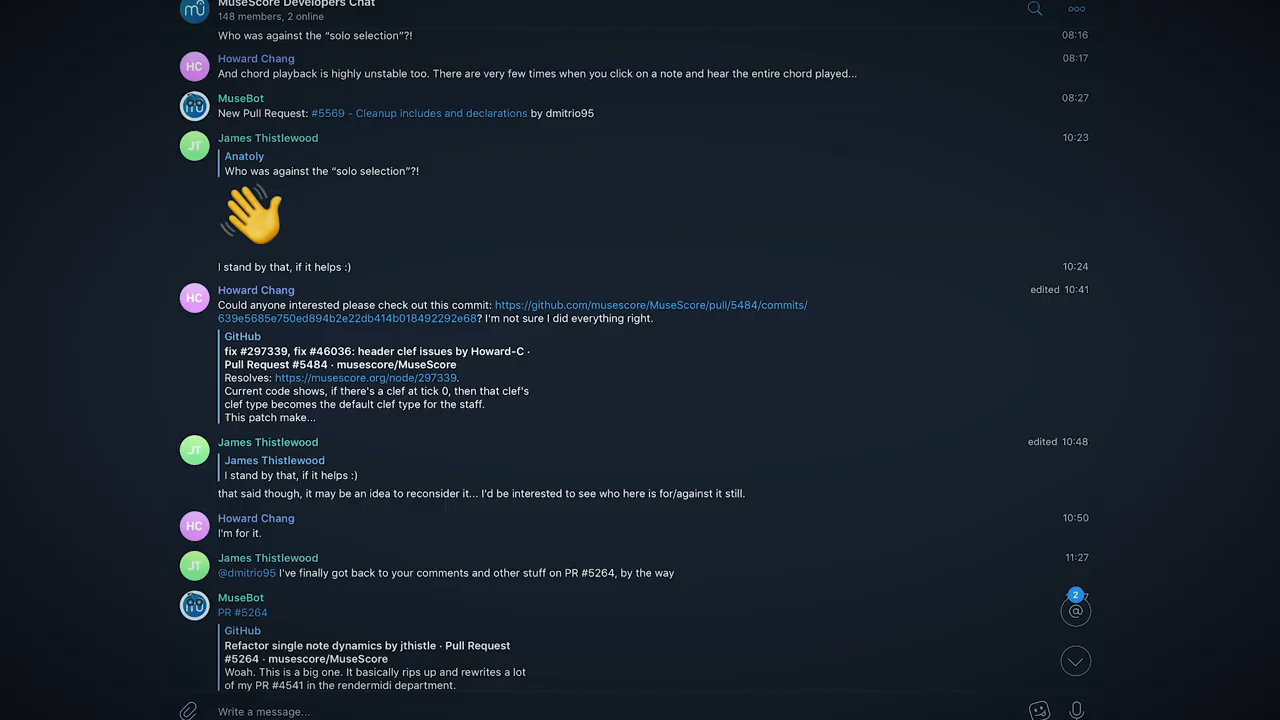 MuseScore Developers Chat
148 members, 2 online
Who was against the “solo selection”?!
08:16
Howard Chang
08:17
HC
And chord playback is highly unstable too. There are very few times when you click on a note and hear the entire chord played...
MuseBot
08:27
New Pull Request: #5569 - Cleanup includes and declarations by dmitrio95
James Thistlewood
10:23
JT
Anatoly
Who was against the “solo selection”?!
I stand by that, if it helps :)
10:24
Howard Chang
edited 10:41
HC
Could anyone interested please check out this commit: https://github.com/musescore/MuseScore/pull/5484/commits/
639e5685e750ed894b2e22db414b018492292e68? I'm not sure I did everything right.
GitHub
fix #297339, fix #46036: header clef issues by Howard-C ·
Pull Request #5484 · musescore/MuseScore
Resolves: https://musescore.org/node/297339.
Current code shows, if there's a clef at tick 0, then that clef's
clef type becomes the default clef type for the staff.
This patch make...
James Thistlewood
edited 10:48
JT
James Thistlewood
I stand by that, if it helps :)
that said though, it may be an idea to reconsider it... I'd be interested to see who here is for/against it still.
Howard Chang
10:50
HC
I'm for it.
James Thistlewood
11:27
JT
@dmitrio95 I've finally got back to your comments and other stuff on PR #5264, by the way
MuseBot
2
PR #5264
@
GitHub
Refactor single note dynamics by jthistle · Pull Request
#5264 · musescore/MuseScore
Woah. This is a big one. It basically rips up and rewrites a lot
of my PR #4541 in the rendermidi department.
Write a message...